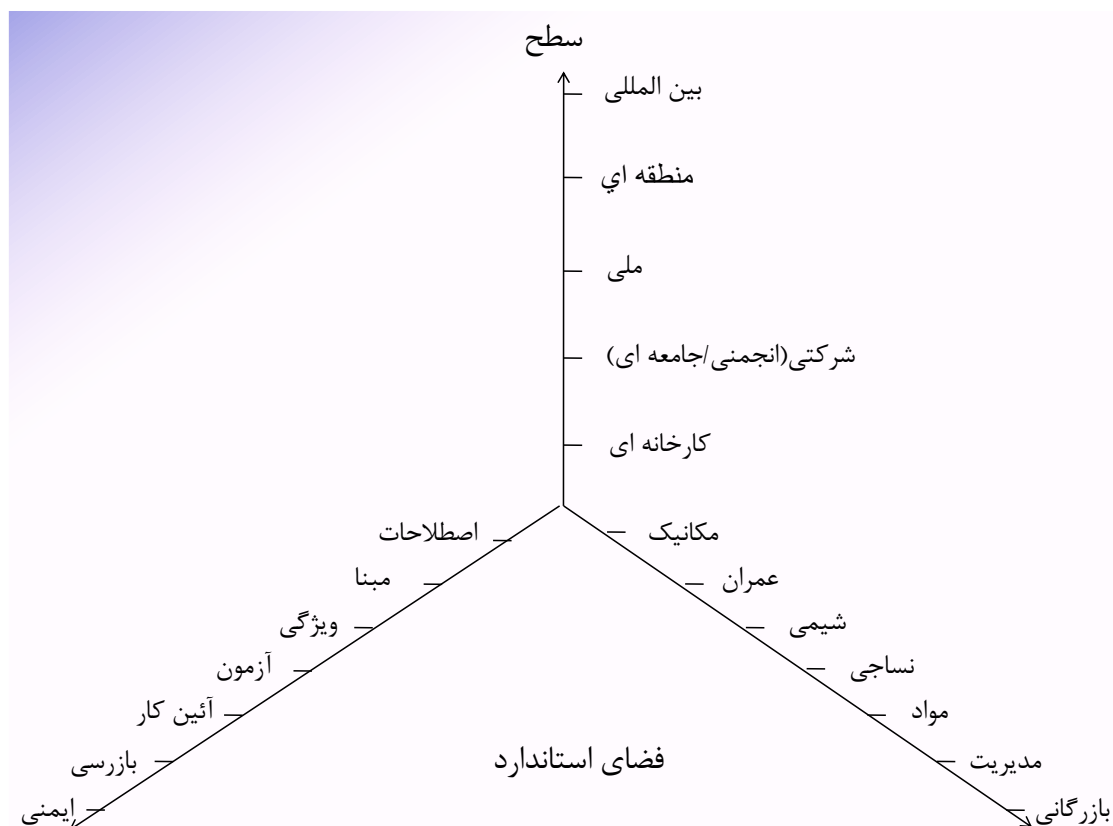 سطح
بین المللی
منطقه اي
ملی
شرکتی(انجمنی/جامعه ای)
کارخانه ای
مکانیک
عمران
شیمی
نساجی
مواد
مدیریت
بازرگانی
اصطلاحات
مبنا
ویژگی
آزمون
آئین کار
بازرسی
ایمنی
فضای استاندارد